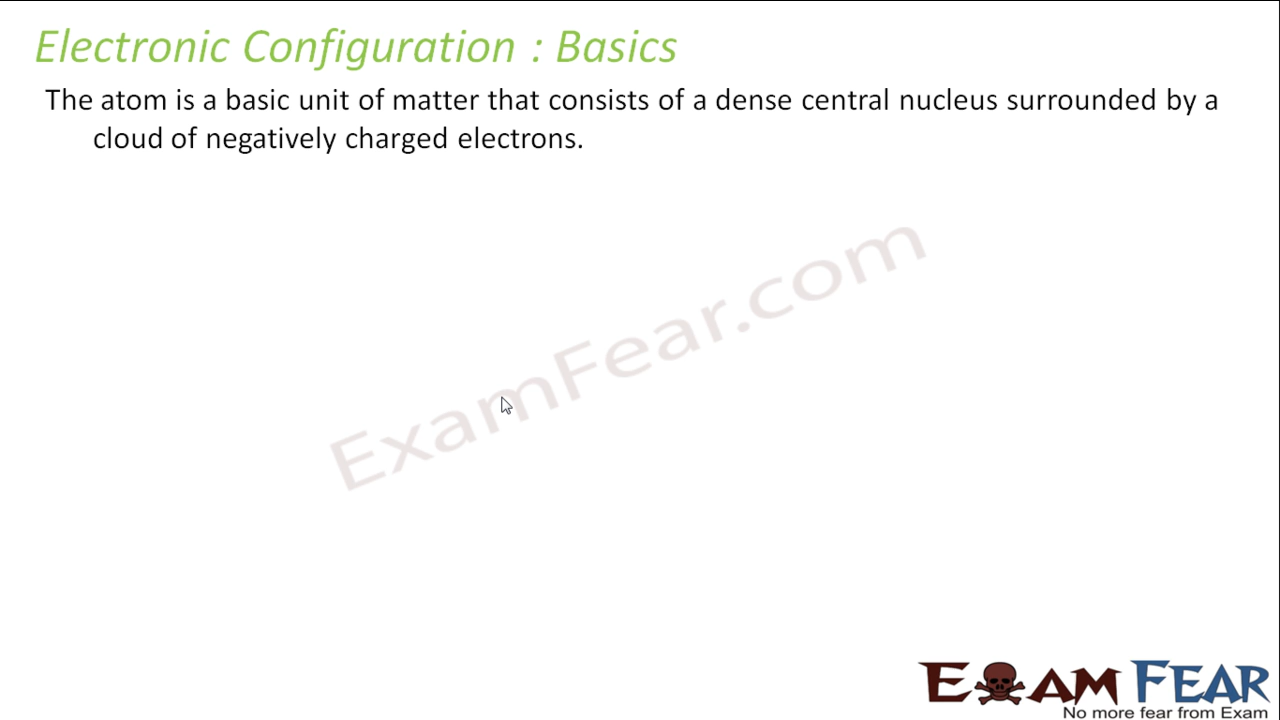 Electronic Configuration : Basics
The atom is a basic unit of matter that consists of a dense central nucleus surrounded by a
cloud of negatively charged electrons.
ExamFear.com
EXAM FEAR
No more fear from Exam